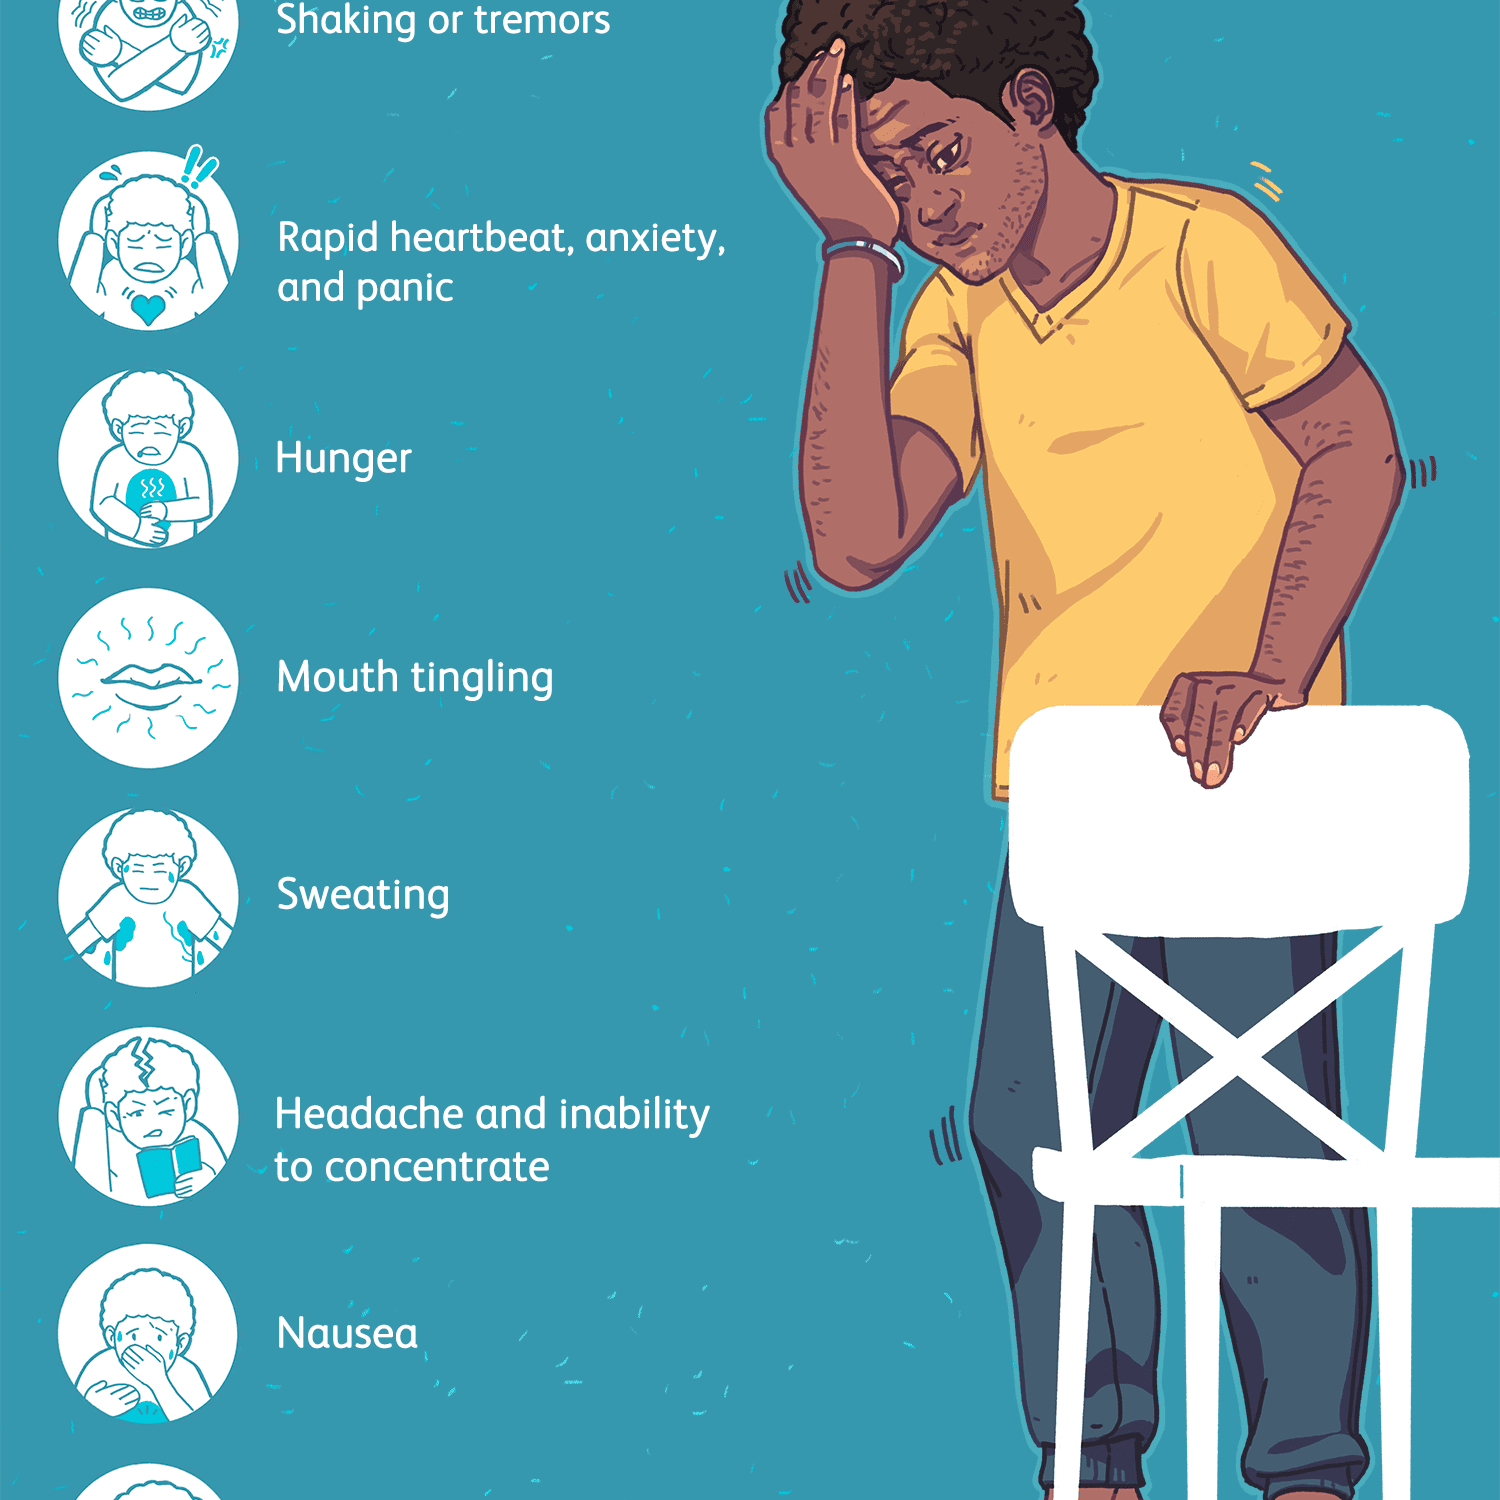 Shaking or tremors
Rapid heartbeat, anxiety,
and panic
Hunger
Mouth tingling
Sweating
Headache and inability
to concentrate
Nausea